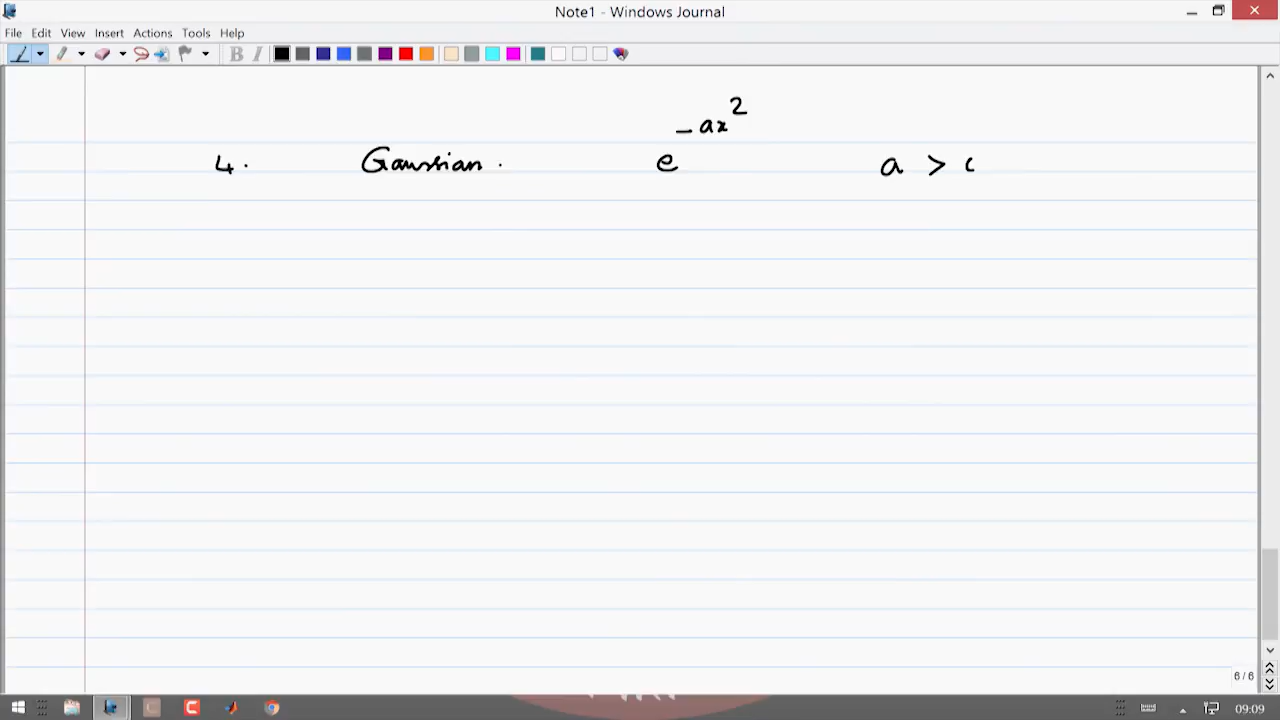 Note1 - Windows Journal
File Edit View Insert Actions Tools Help
B I
4. Gaussian. e^{-ax^2} a >
6 / 6
09:09